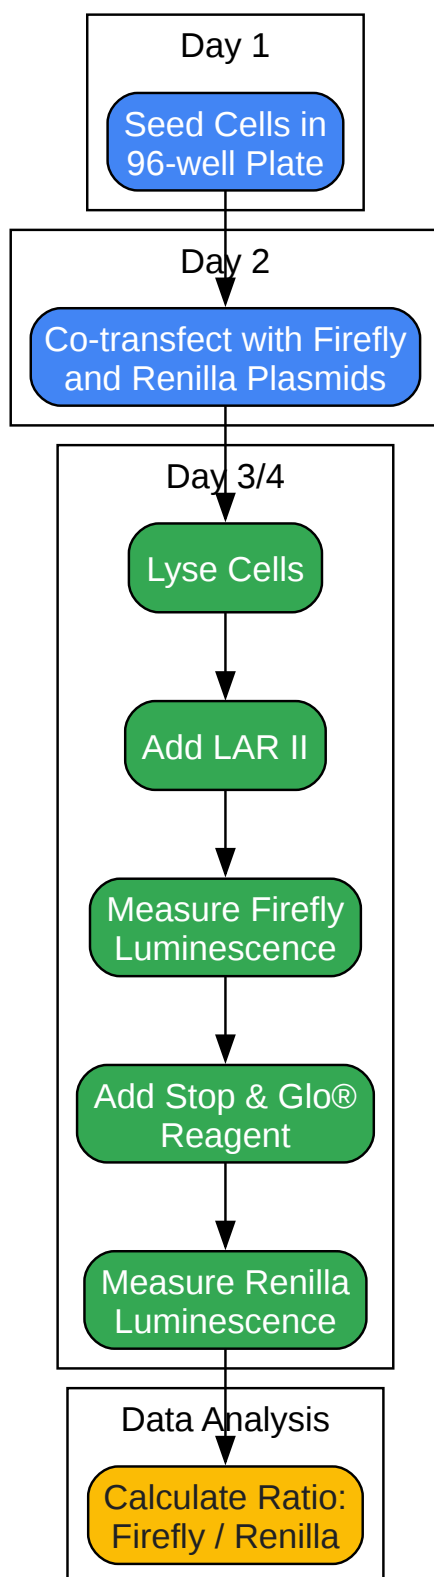 Day 1
Seed Cells in
96-well Plate
Day 2
Co-transfect with Firefly
and Renilla Plasmids
Day 3/4
Lyse Cells
Add LAR II
Measure Firefly
Luminescence
Add Stop & Glo®
Reagent
Measure Renilla
Luminescence
Data Analysis
Calculate Ratio:
Firefly / Renilla